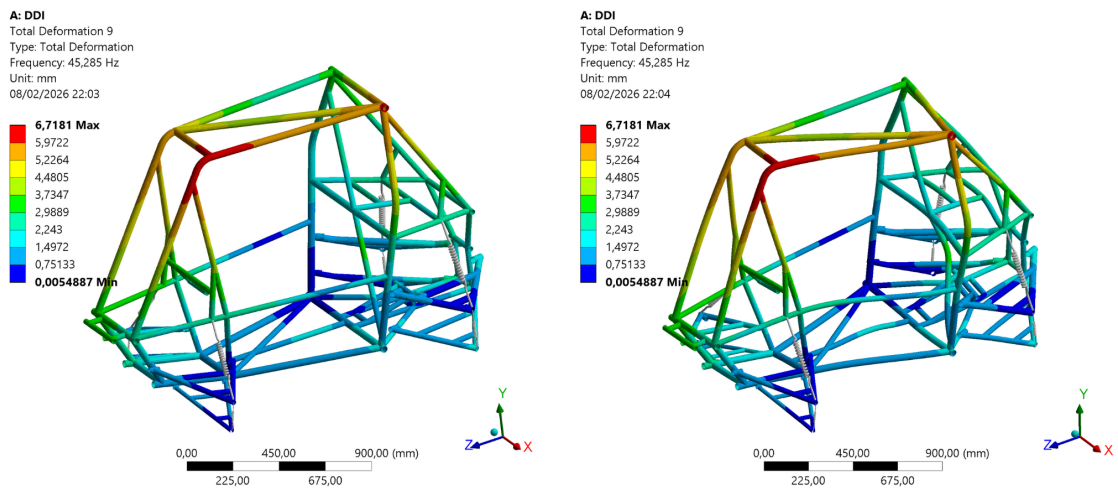 A: DDI
Total Deformation 9
Type: Total Deformation
Frequency: 45,285 Hz
Unit: mm
08/02/2026 22:03
6,7181 Max
5,9722
5,2264
4,4805
3,7347
2,9889
2,243
1,4972
0,75133
0,0054887 Min
0,00 450,00 900,00 (mm)
225,00 675,00
Y
Z
X
A: DDI
Total Deformation 9
Type: Total Deformation
Frequency: 45,285 Hz
Unit: mm
08/02/2026 22:04
6,7181 Max
5,9722
5,2264
4,4805
3,7347
2,9889
2,243
1,4972
0,75133
0,0054887 Min
0,00 450,00 900,00 (mm)
225,00 675,00
Y
Z
X